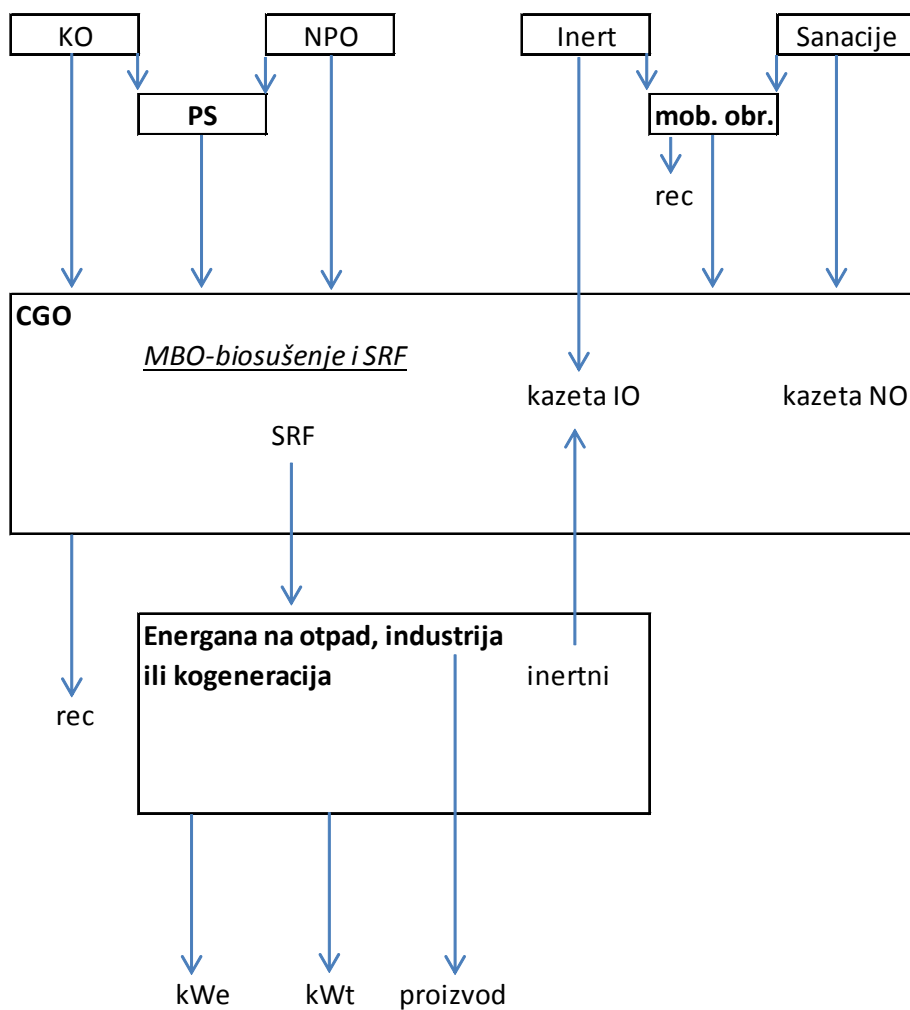 KO
NPO
Inert
Sanacije
PS
mob. obr.
rec
CGO
MBO-biosušenje i SRF
kazeta IO
kazeta NO
SRF
Energana na otpad, industrija
ili kogeneracija
inertni
rec
kWe
kWt
proizvod